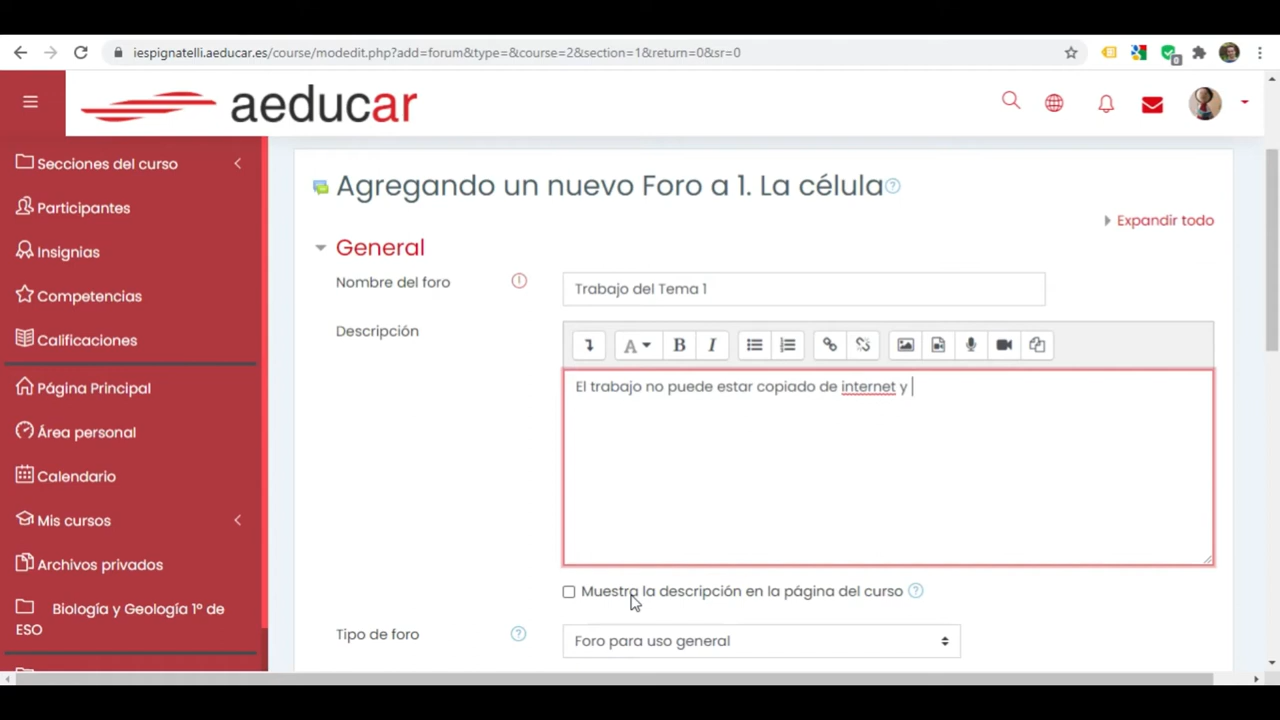 iespignatelli.aeducar.es/course/modedit.php?add=forum&type=&course=2&section=1&return=0&sr=0
0
aeducar
Secciones del curso
Participantes
Insignias
Competencias
Calificaciones
Página Principal
Área personal
Calendario
Mis cursos
Archivos privados
Biología y Geología 1º de
ESO
Agregando un nuevo Foro a 1. La célula
Expandir todo
General
Nombre del foro
Trabajo del Tema 1
Descripción
A B I
El trabajo no puede estar copiado de internet y
Muestra la descripción en la página del curso
Tipo de foro
Foro para uso general